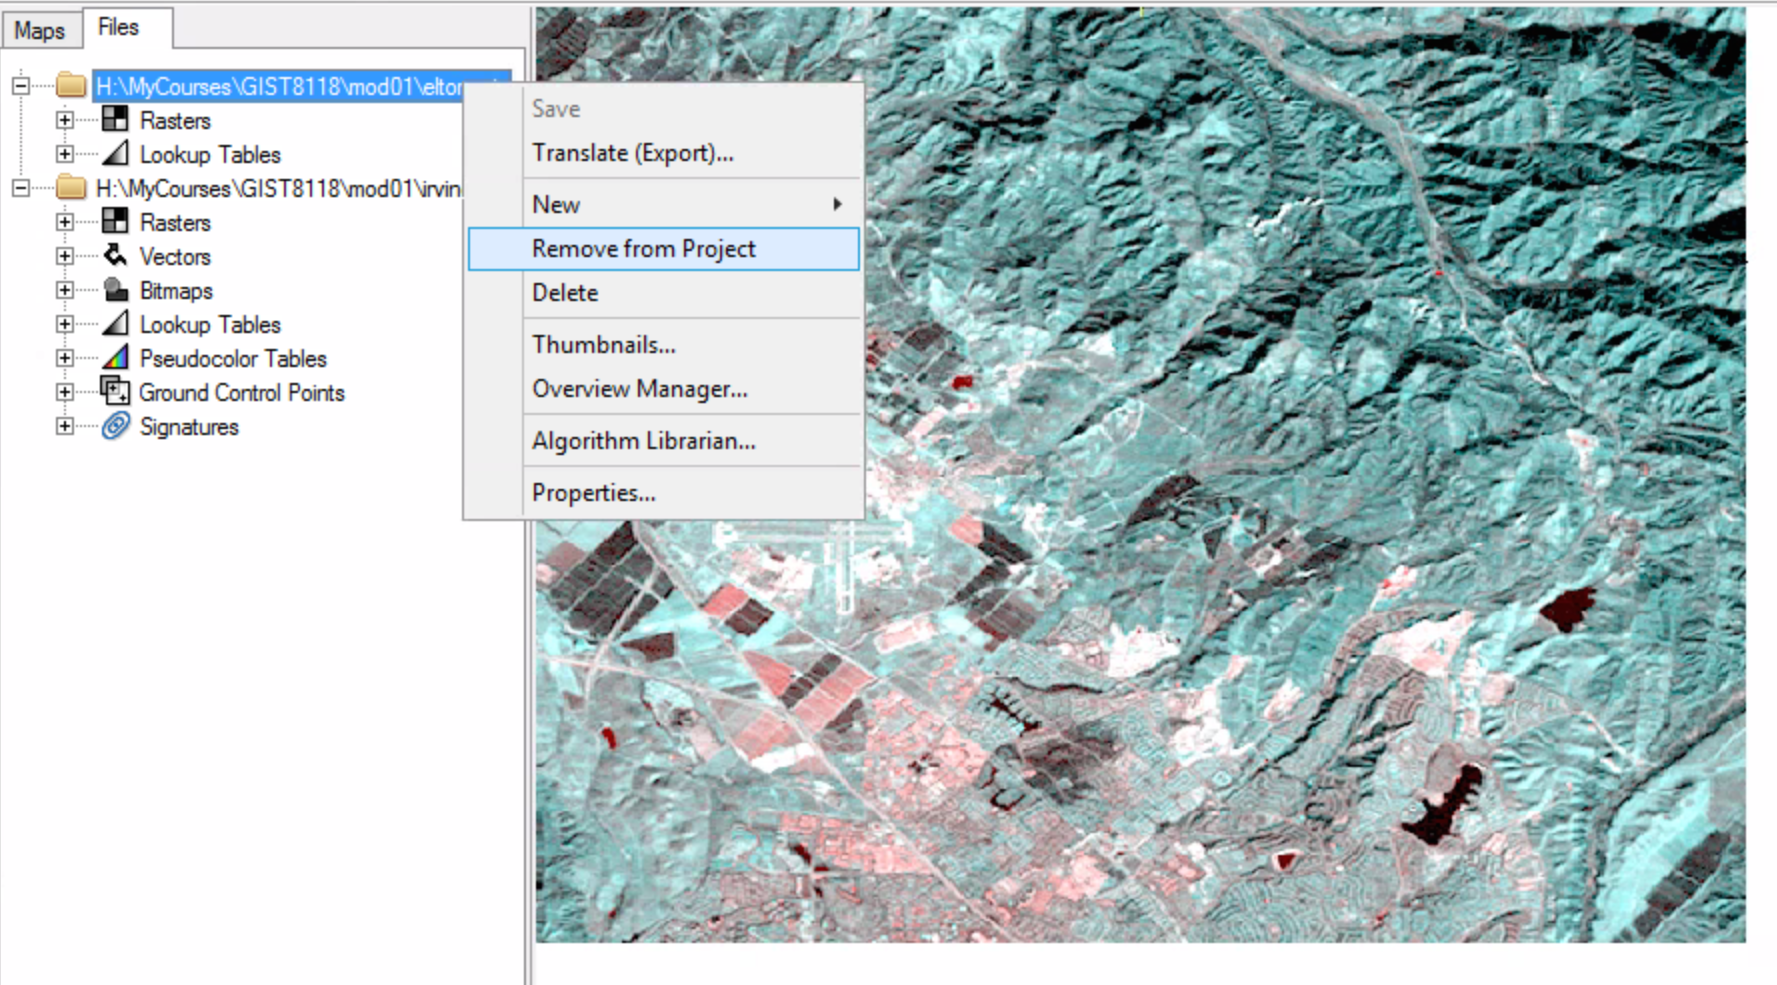 Maps Files
H:\MyCourses\GIST8118\mod01\eltor
Rasters
Lookup Tables
H:\MyCourses\GIST8118\mod01\irvin
Rasters
Vectors
Bitmaps
Lookup Tables
Pseudocolor Tables
Ground Control Points
Signatures
Save
Translate (Export)...
New
Remove from Project
Delete
Thumbnails...
Overview Manager...
Algorithm Librarian...
Properties...